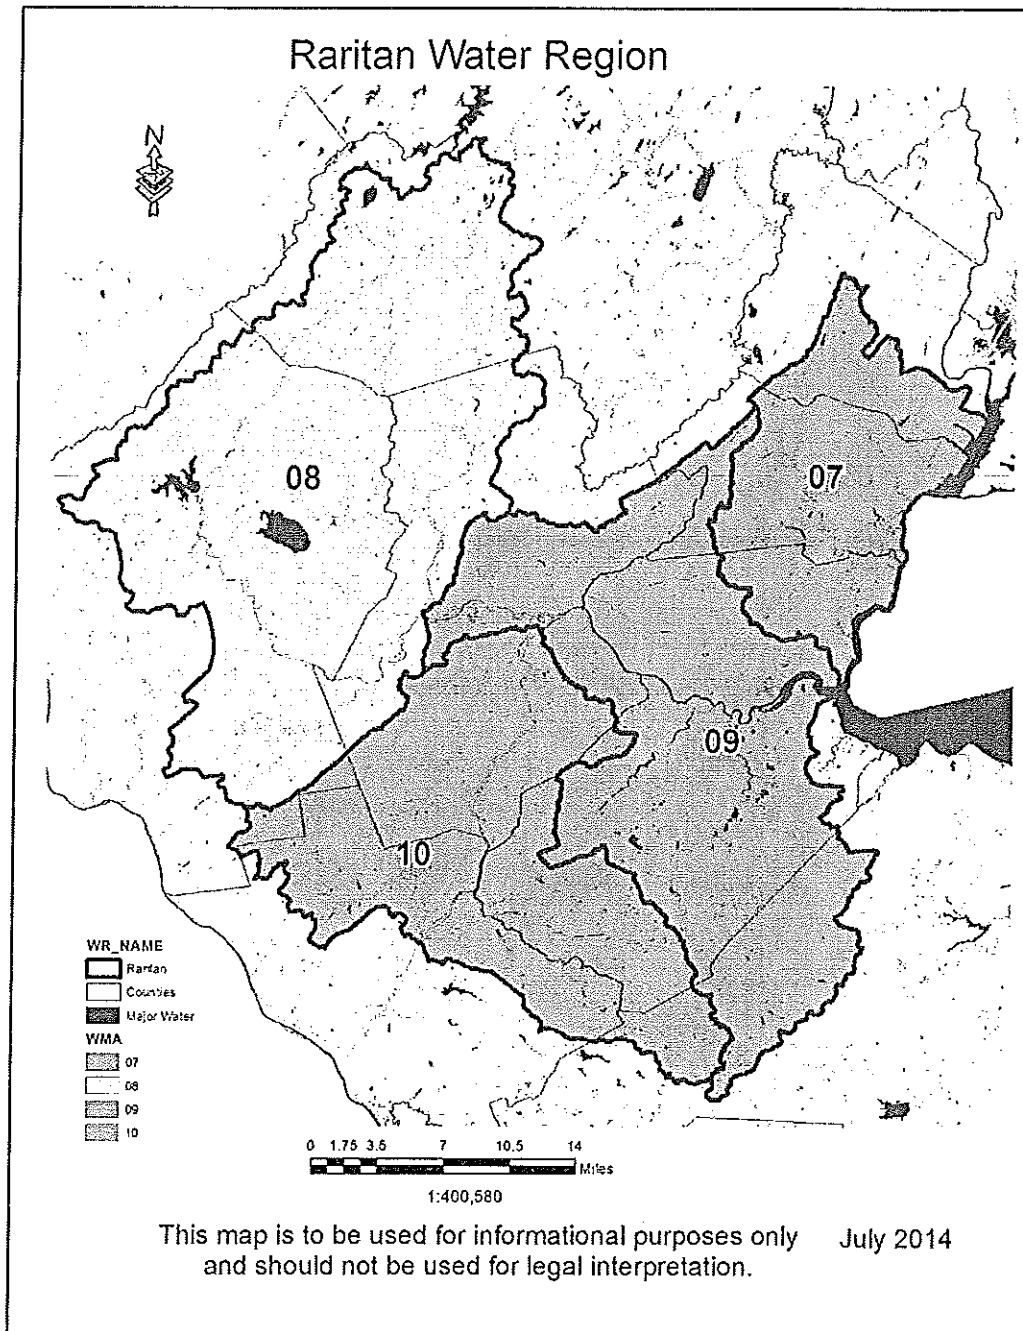 Raritan Water Region
N
08
07
09
10
WR_NAME
Raritan
Counties
Major Water
WMA
07
08
09
10
0 1.75 3.5 7 10.5 14
Miles
1:400,580
This map is to be used for informational purposes only July 2014
and should not be used for legal interpretation.